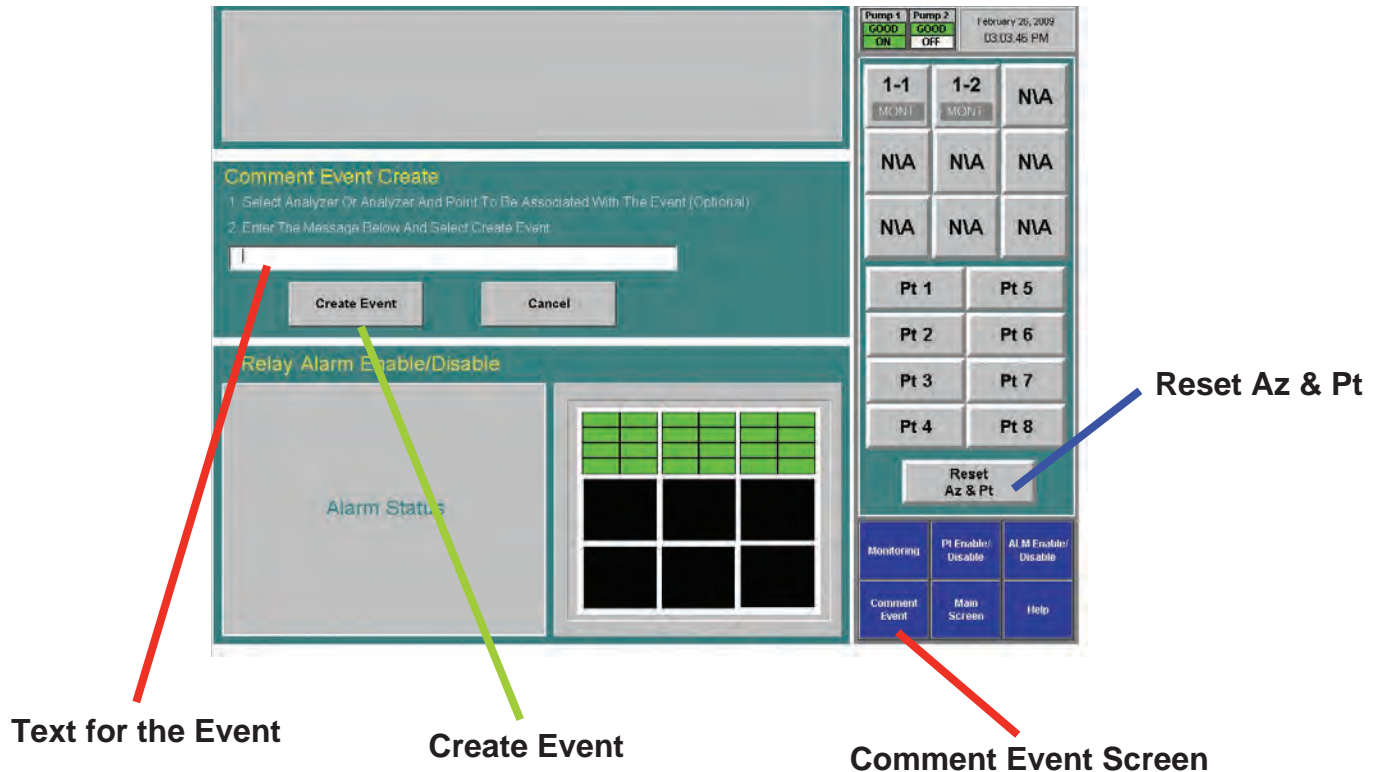 Pump 1 Pump 2
GOOD GOOD
ON OFF
February 26, 2009
03:03:46 PM
1-1 1-2 N\A
MONT MONT
N\A N\A N\A
N\A N\A N\A
Comment Event Create
1. Select Analyzer Or Analyzer And Point To Be Associated With The Event (Optional)
2. Enter The Message Below And Select Create Event
Create Event Cancel
Relay Alarm Enable/Disable
Alarm Status
Pt 1 Pt 5
Pt 2 Pt 6
Pt 3 Pt 7
Pt 4 Pt 8
Reset
Az & Pt
Reset Az & Pt
Monitoring
Pt Enable/
Disable
ALM Enable/
Disable
Comment
Event
Main
Screen
Help
Text for the Event
Create Event
Comment Event Screen